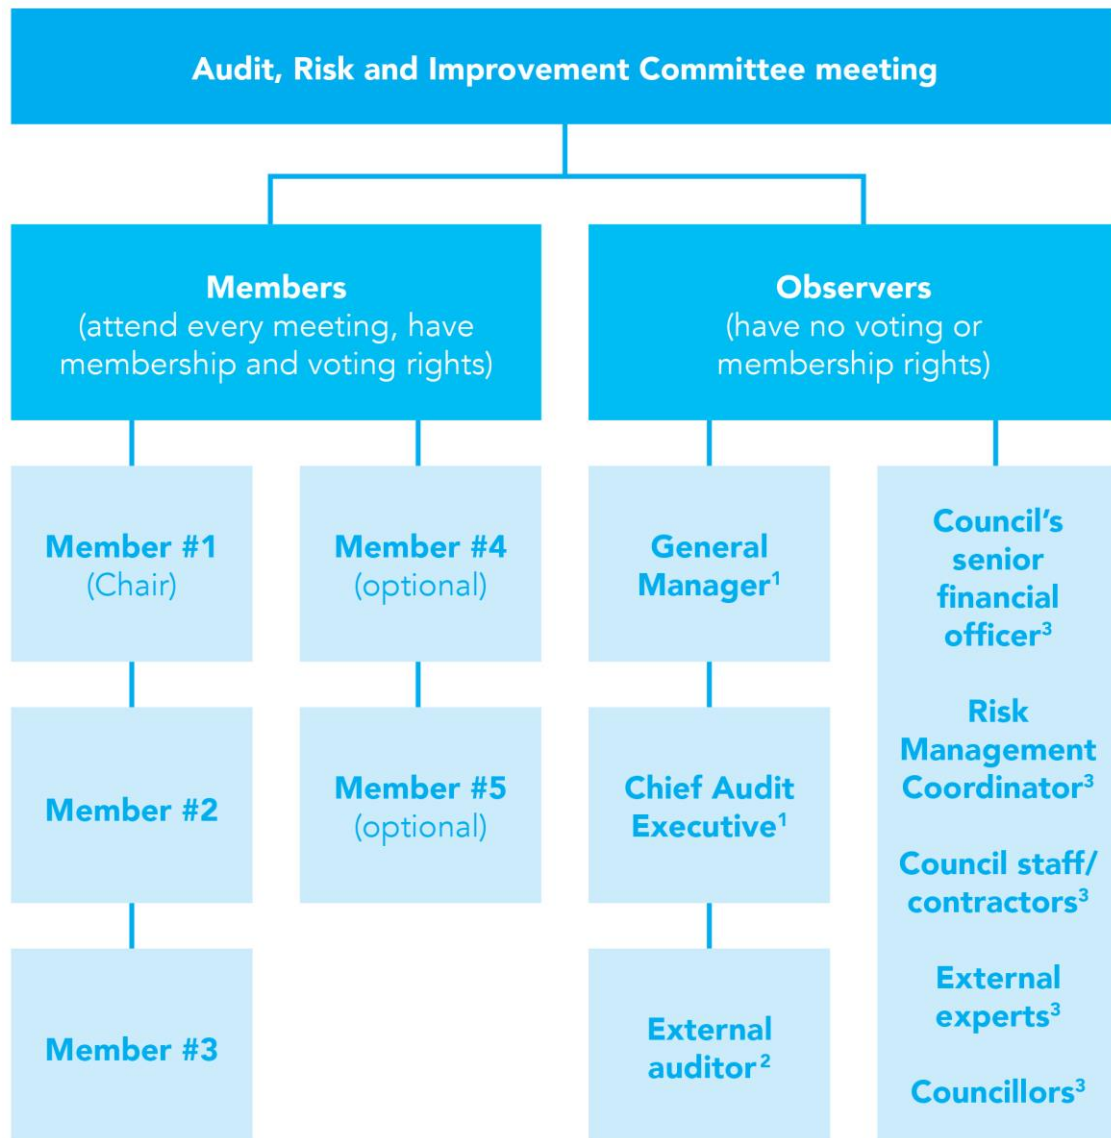 Audit, Risk and Improvement Committee meeting
Members
(attend every meeting, have
membership and voting rights)
Observers
(have no voting or
membership rights)
Member #1
(Chair)
Member #2
Member #3
Member #4
(optional)
Member #5
(optional)
General
Manager¹
Chief Audit
Executive¹
External
auditor²
Council’s
senior
financial
officer³
Risk
Management
Coordinator³
Council staff/
contractors³
External
experts³
Councillors³